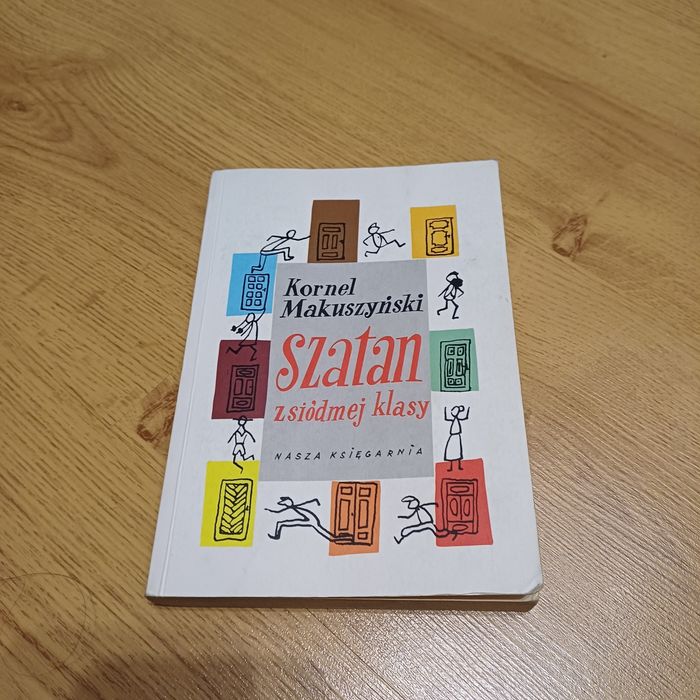 Kornel
Makuszyński
Szatan
z siódmej klasy
NASZA KSIĘGARNIA